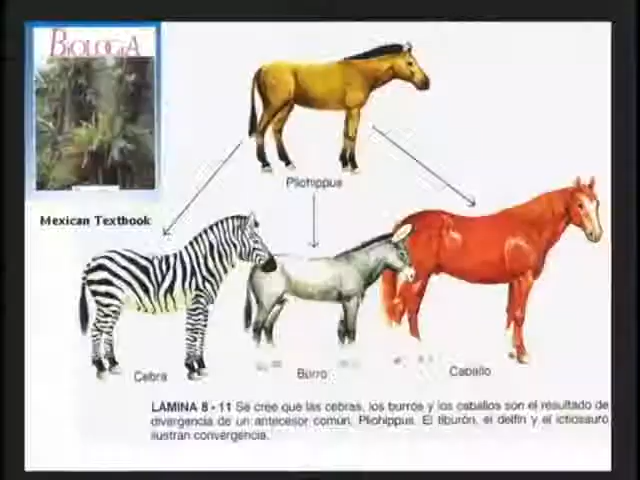 BIOLOGIA
Mexican Textbook
Pliohippus
Cebra
Burro
Caballo
LAMINA 8 - 11 Se cree que las cebras, los burros y los caballos son el resultado de
divergencia de un antecesor común, Pliohippus. El tiburón, el delfín y el ictiosauro
ilustran convergencia.